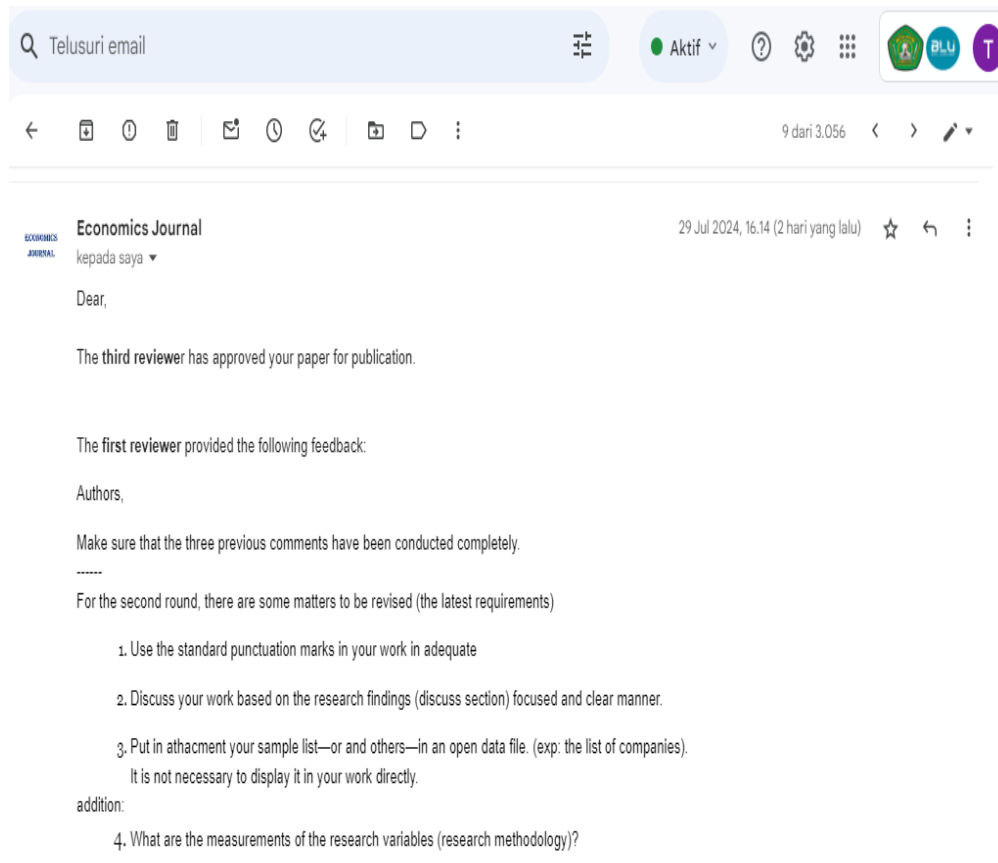 Telusuri email
Aktif
BLU
T
9 dari 3.056
ECONOMICS
JOURNAL
Economics Journal
29 Jul 2024, 16.14 (2 hari yang lalu)
kepada saya
Dear,
The third reviewer has approved your paper for publication.
The first reviewer provided the following feedback:
Authors,
Make sure that the three previous comments have been conducted completely.
------
For the second round, there are some matters to be revised (the latest requirements)
1. Use the standard punctuation marks in your work in adequate
2. Discuss your work based on the research findings (discuss section) focused and clear manner.
3. Put in athacment your sample list—or and others—in an open data file. (exp: the list of companies).
It is not necessary to display it in your work directly.
addition:
4. What are the measurements of the research variables (research methodology)?